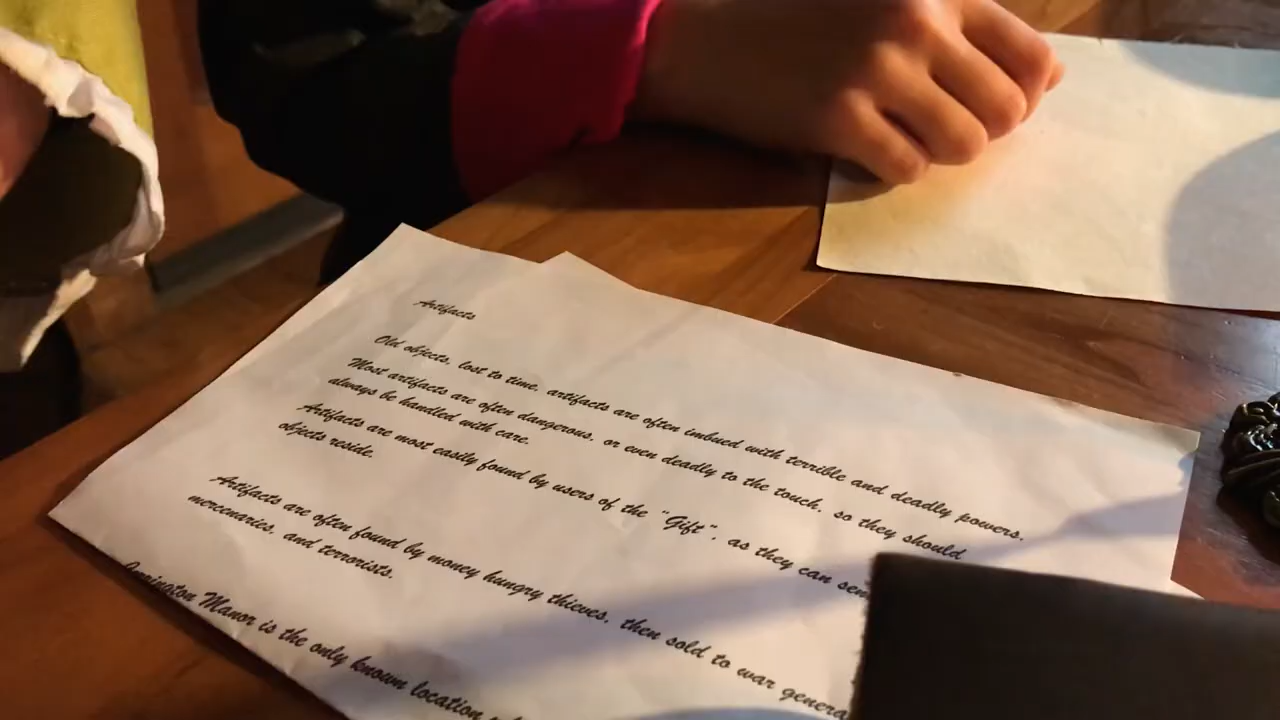 Artifacts
Old objects, lost to time, artifacts are often imbued with terrible and deadly powers.
Most artifacts are often dangerous, or even deadly to the touch, so they should
always be handled with care.
Artifacts are most easily found by users of the "Gift", as they can
objects reside.
Artifacts are often found by money hungry thieves, then sold to war
mercenaries, and terrorists.
Manor is the only known location